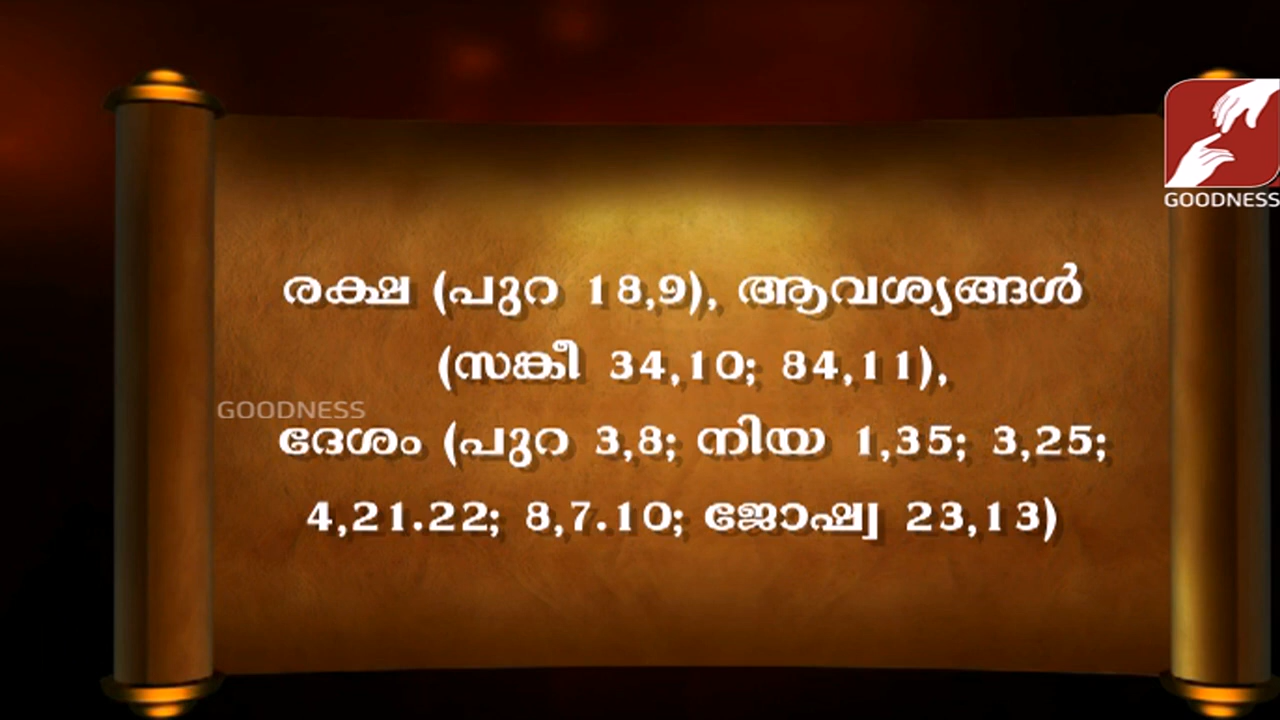 GOODNESS
രക്ഷ (പുറ 18,9), ആവശ്യങ്ങൾ
(സങ്കീ 34,10; 84,11),
GOODNESS
ദേശം (പുറ 3,8; നിയ 1,35; 3,25;
4,21.22; 8,7.10; ജോഷ്വ 23,13)